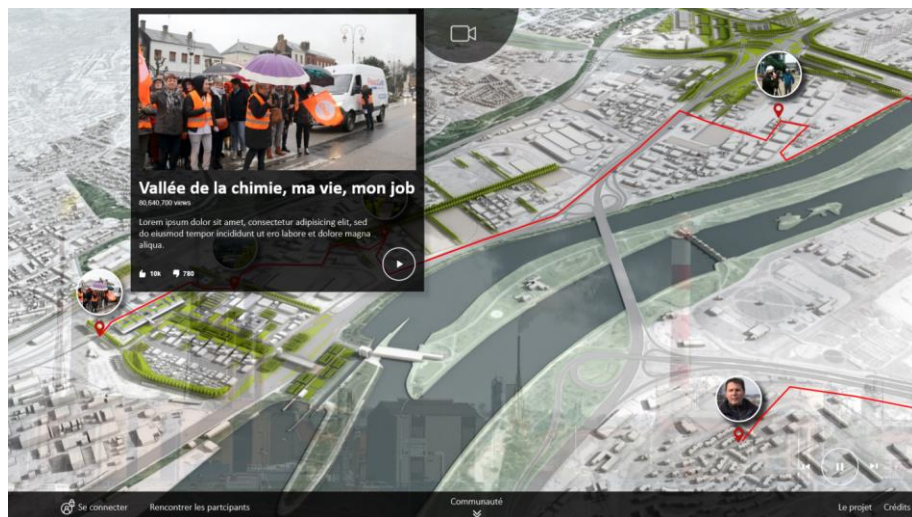 Vallée de la chimie, ma vie, mon job
80,640,700 views
Lorem ipsum dolor sit amet, consectetur adipisicing elit, sed
do eiusmod tempor incididunt ut ero labore et dolore magna
aliqua.
10k 780
Se connecter Rencontrer les partcipants Communauté Le projet Crédits